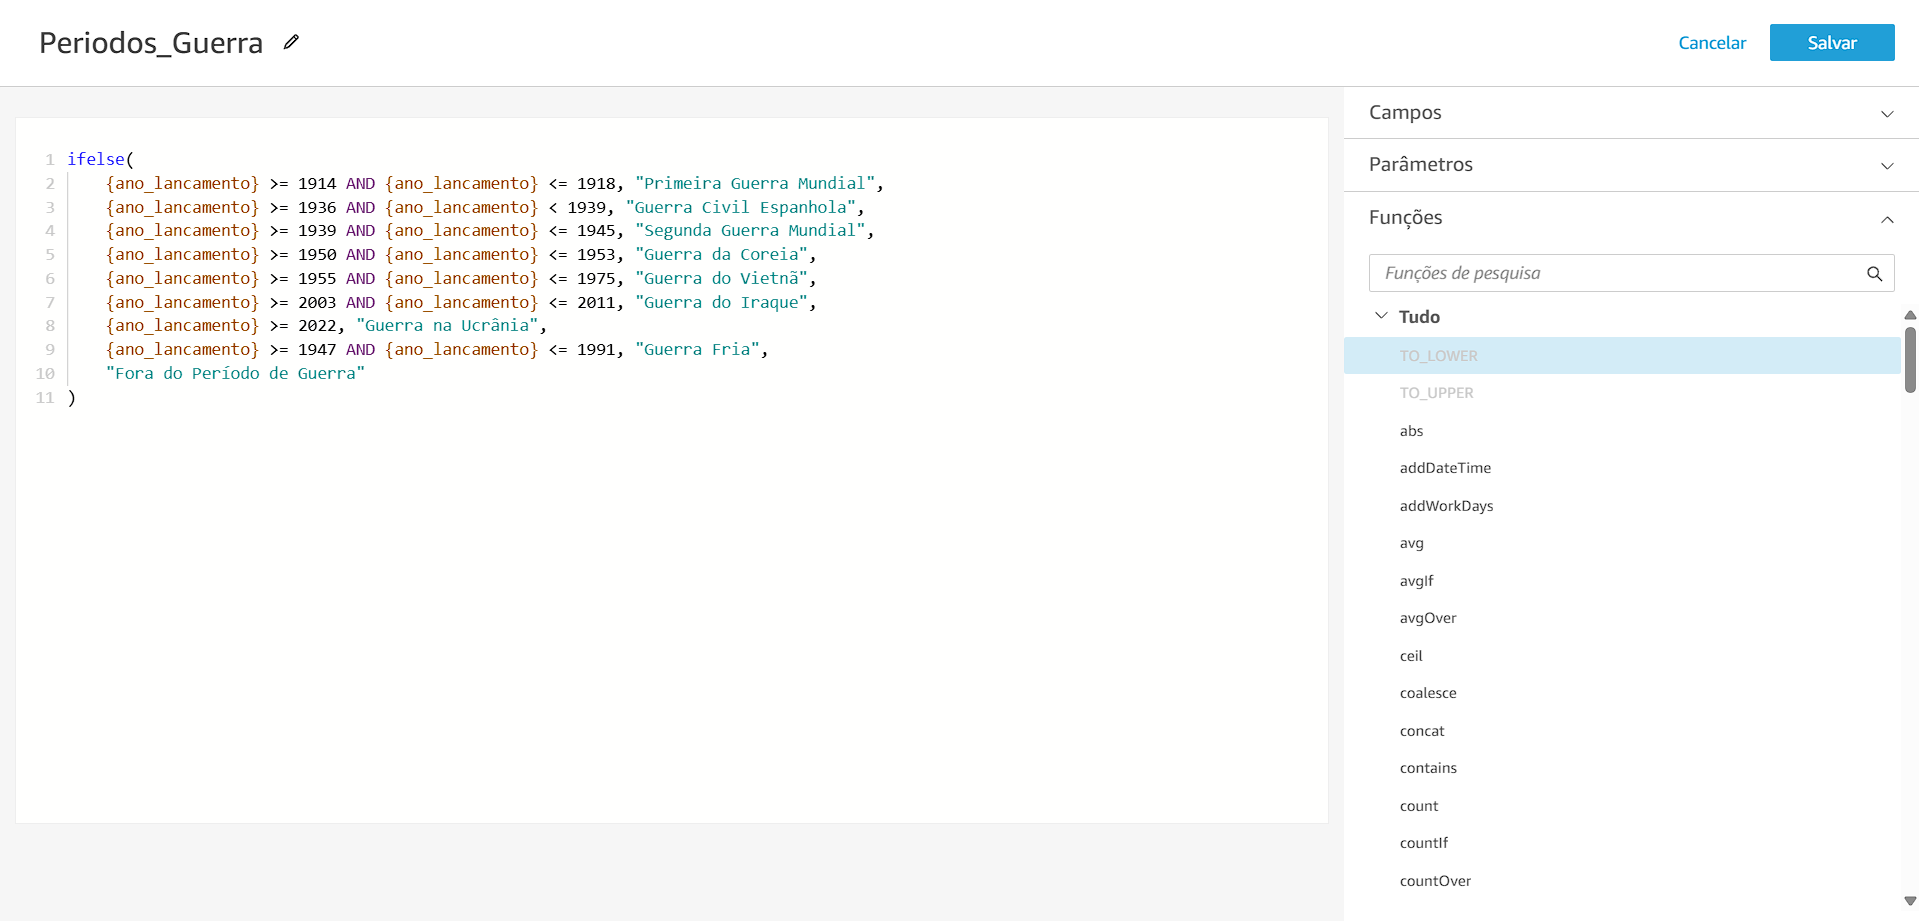 Periodos_Guerra
Cancelar
Salvar
1 ifelse(
2 {ano_lancamento} >= 1914 AND {ano_lancamento} <= 1918, "Primeira Guerra Mundial",
3 {ano_lancamento} >= 1936 AND {ano_lancamento} < 1939, "Guerra Civil Espanhola",
4 {ano_lancamento} >= 1939 AND {ano_lancamento} <= 1945, "Segunda Guerra Mundial",
5 {ano_lancamento} >= 1950 AND {ano_lancamento} <= 1953, "Guerra da Coreia",
6 {ano_lancamento} >= 1955 AND {ano_lancamento} <= 1975, "Guerra do Vietnã",
7 {ano_lancamento} >= 2003 AND {ano_lancamento} <= 2011, "Guerra do Iraque",
8 {ano_lancamento} >= 2022, "Guerra na Ucrânia",
9 {ano_lancamento} >= 1947 AND {ano_lancamento} <= 1991, "Guerra Fria",
10 "Fora do Período de Guerra"
11 )
Campos
Parâmetros
Funções
Funções de pesquisa
Tudo
TO_LOWER
TO_UPPER
abs
addDateTime
addWorkDays
avg
avgIf
avgOver
ceil
coalesce
concat
contains
count
countIf
countOver